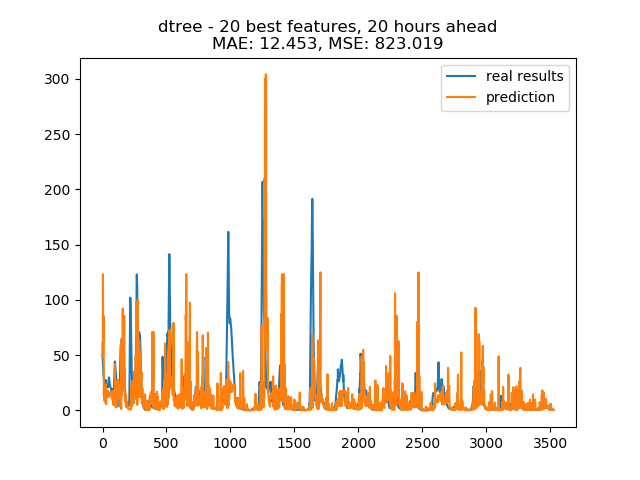 dtree - 20 best features, 20 hours ahead
MAE: 12.453, MSE: 823.019
real results
prediction
300
250
200
150
100
50
0
0 500 1000 1500 2000 2500 3000 3500